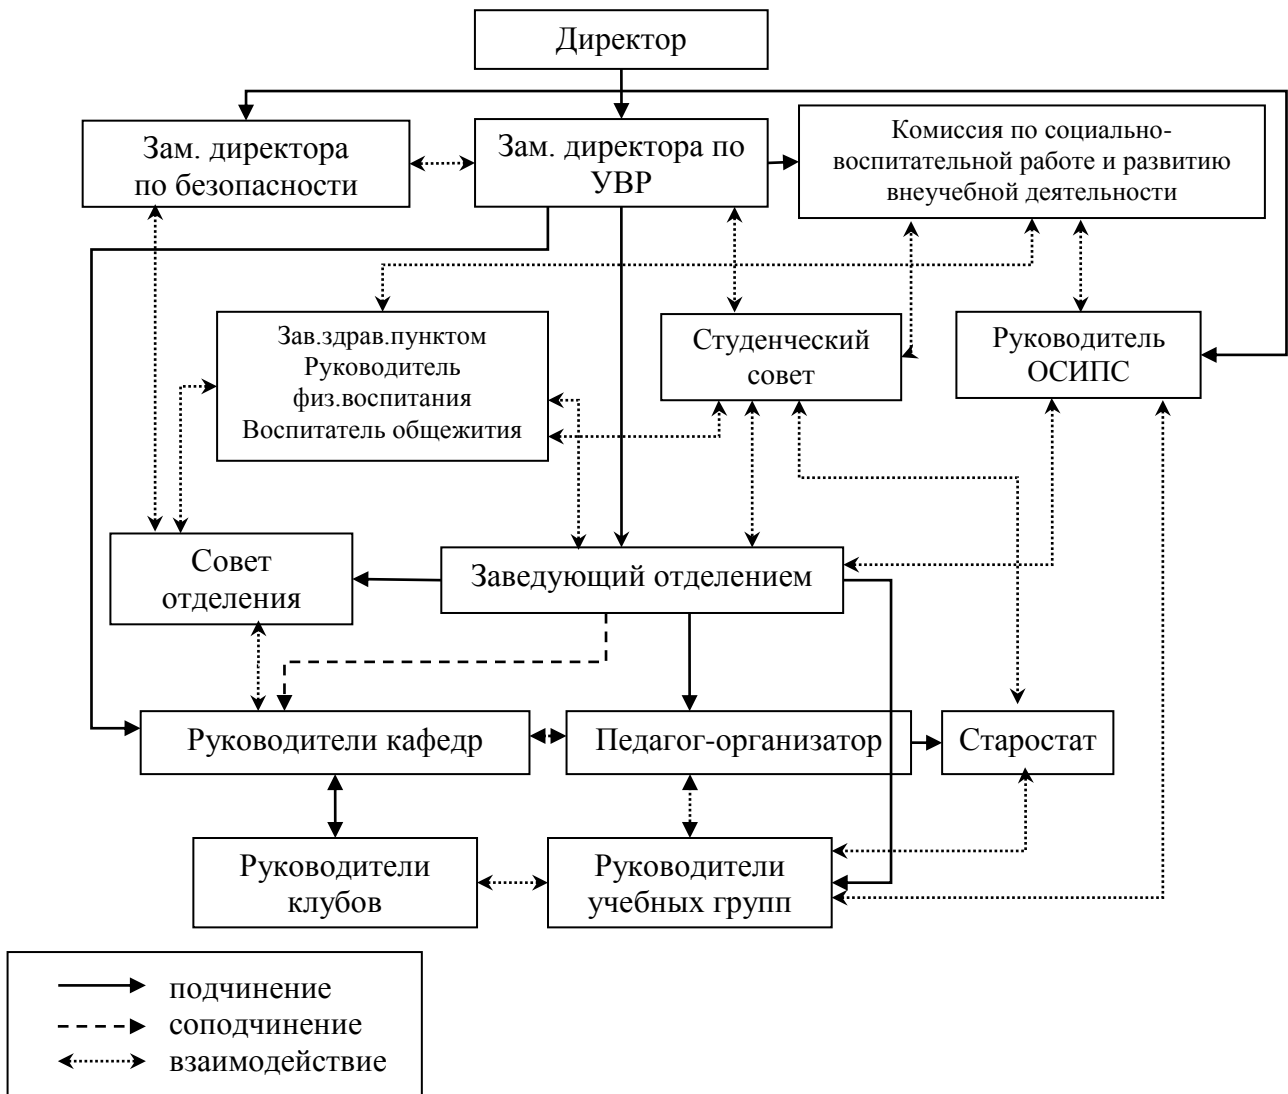 Директор
Зам. директора
по безопасности
Зам. директора по
УВР
Комиссия по социально-
воспитательной работе и развитию
внеучебной деятельности
Зав.здрав.пунктом
Руководитель
физ.воспитания
Воспитатель общежития
Студенческий
совет
Руководитель
ОСИПС
Совет
отделения
Заведующий отделением
Руководители кафедр
Педагог-организатор
Старостат
Руководители
клубов
Руководители
учебных групп
подчинение
соподчинение
взаимодействие